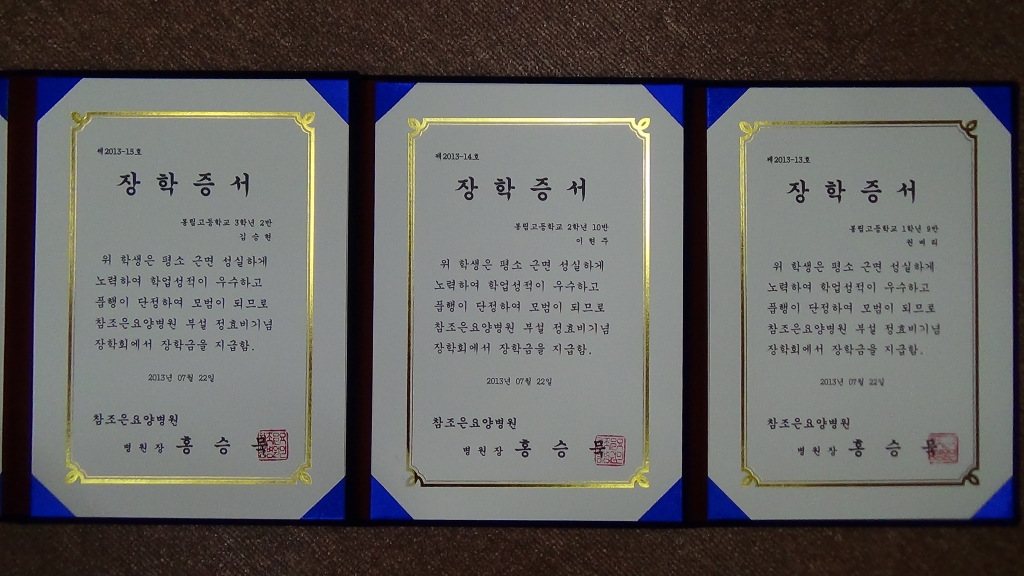 제2013-15호
장 학 증 서
봉림고등학교 3학년 2반
김 승 현
위 학생은 평소 근면 성실하게
노력하여 학업성적이 우수하고
품행이 단정하여 모범이 되므로
참조은요양병원 부설 정효비기념
장학회에서 장학금을 지급함.
2013년 07월 22일
참조은요양병원
병 원 장 홍 승 묵
제2013-14호
장 학 증 서
봉림고등학교 2학년 10반
이 현 주
위 학생은 평소 근면 성실하게
노력하여 학업성적이 우수하고
품행이 단정하여 모범이 되므로
참조은요양병원 부설 정효비기념
장학회에서 장학금을 지급함.
2013년 07월 22일
참조은요양병원
병 원 장 홍 승 묵
제2013-13호
장 학 증 서
봉림고등학교 1학년 9반
위 학생은 평소 근면 성실하게
노력하여 학업성적이 우수하고
품행이 단정하여 모범이 되므로
참조은요양병원 부설 정효비기념
장학회에서 장학금을 지급함.
2013년 07월 22일
참조은요양병원
병 원 장 홍 승 묵